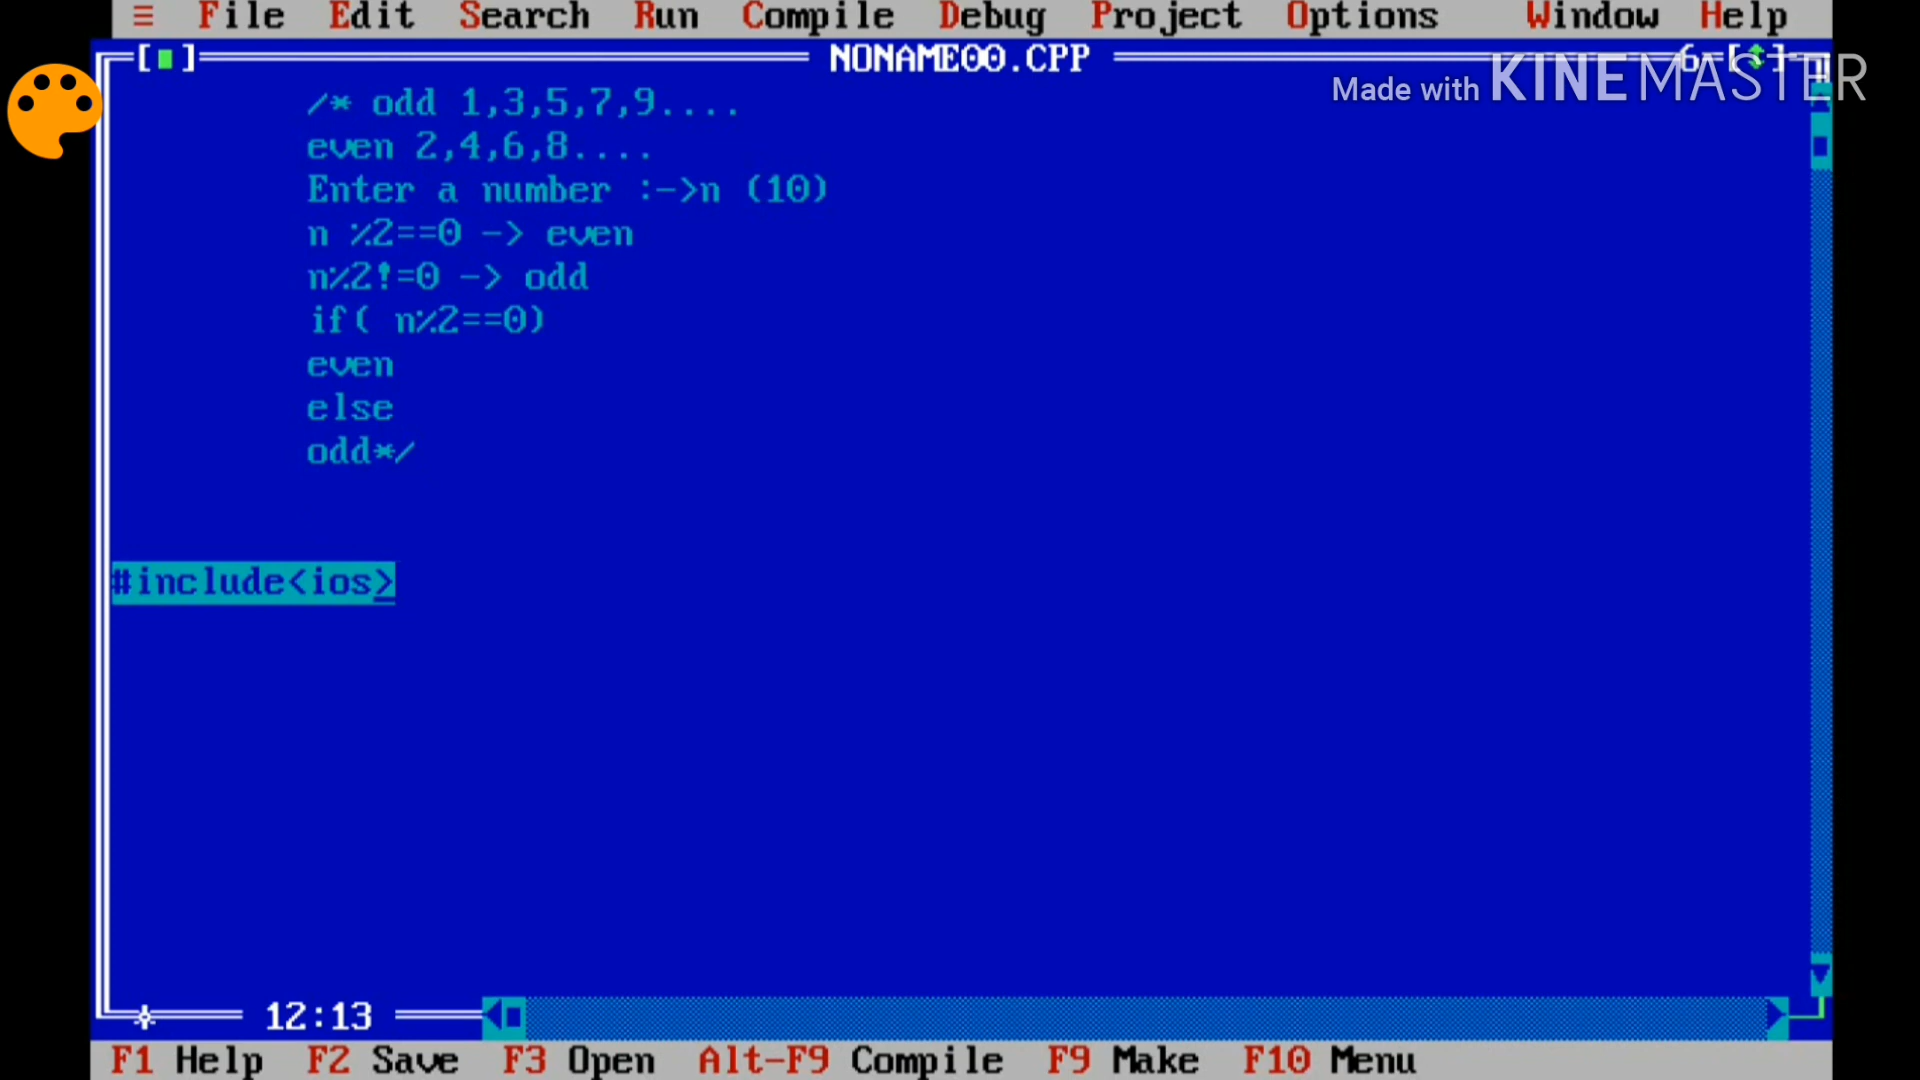 ≡ File Edit Search Run Compile Debug Project Options Window Help
[■] NONAME00.CPP 6=[↕]
Made with KINEMASTER
/* odd 1,3,5,7,9....
even 2,4,6,8....
Enter a number :->n (10)
n %2==0 -> even
n%2!=0 -> odd
if( n%2==0)
even
else
odd*/
#include<ios>
12:13
F1 Help F2 Save F3 Open Alt-F9 Compile F9 Make F10 Menu